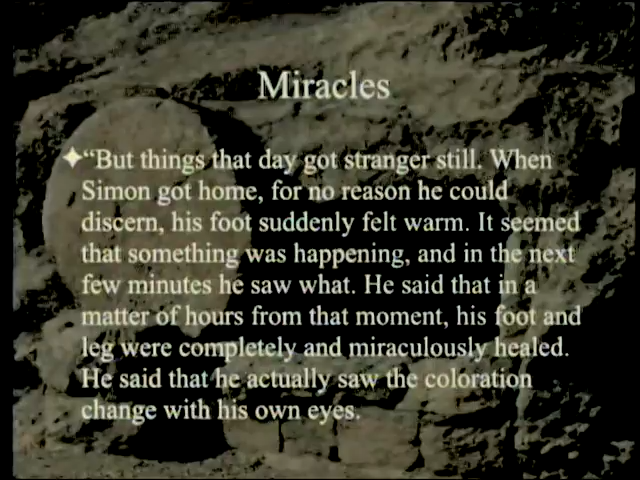 Miracles
✦“But things that day got stranger still. When
Simon got home, for no reason he could
discern, his foot suddenly felt warm. It seemed
that something was happening, and in the next
few minutes he saw what. He said that in a
matter of hours from that moment, his foot and
leg were completely and miraculously healed.
He said that he actually saw the coloration
change with his own eyes.